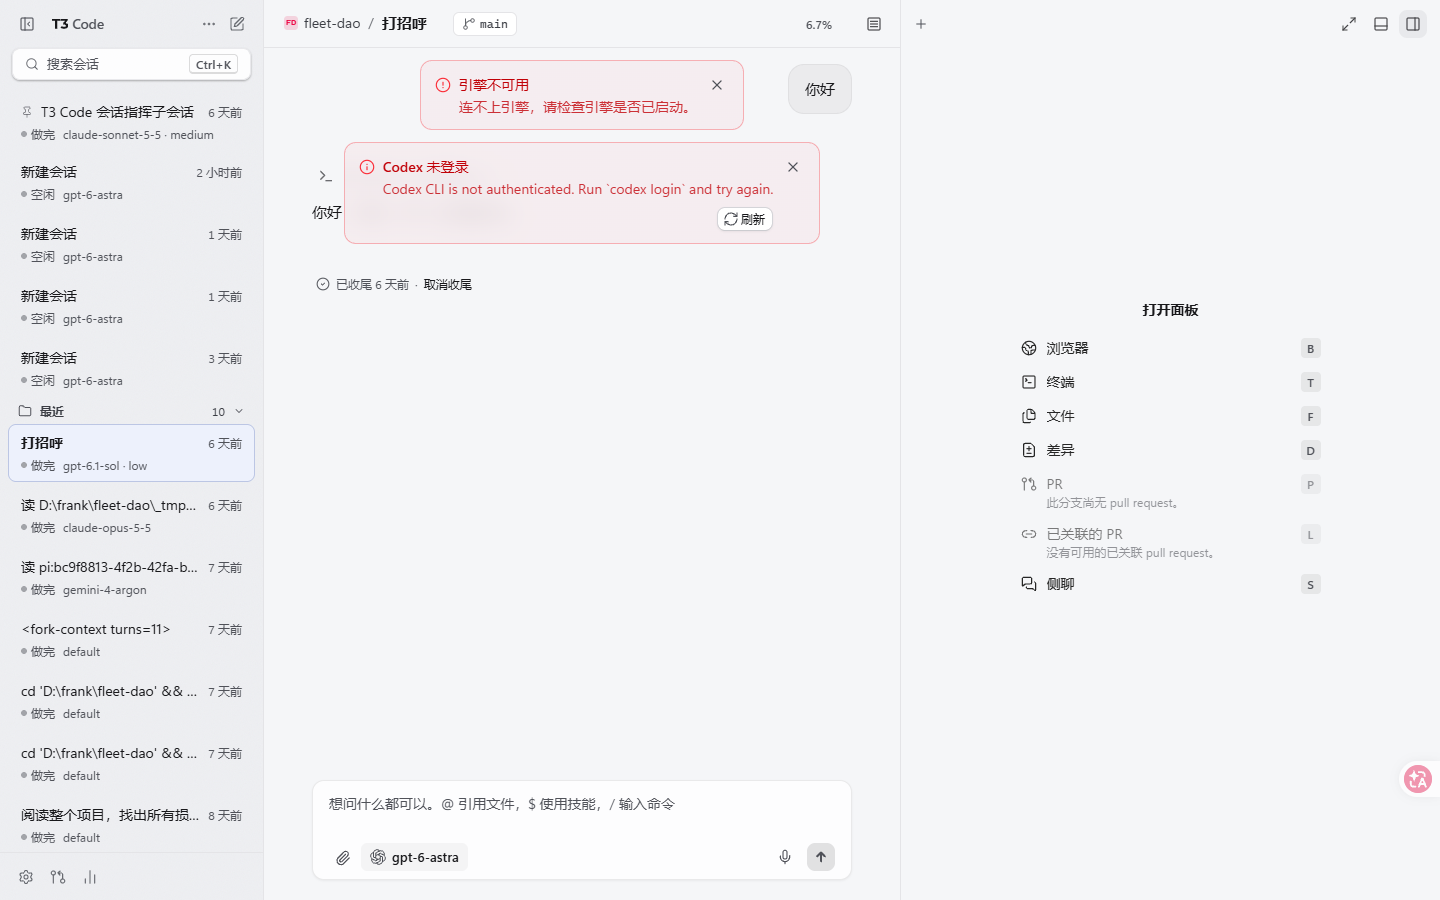 T3 Code
搜索会话
Ctrl+K
T3 Code 会话指挥子会话
6 天前
做完 claude-sonnet-5-5 · medium
新建会话
2 小时前
空闲 gpt-6-astra
新建会话
1 天前
空闲 gpt-6-astra
新建会话
1 天前
空闲 gpt-6-astra
新建会话
3 天前
空闲 gpt-6-astra
最近
10
打招呼
6 天前
做完 gpt-6.1-sol · low
读 D:\frank\fleet-dao\_tmp...
6 天前
做完 claude-opus-5-5
读 pi:bc9f8813-4f2b-42fa-b...
7 天前
做完 gemini-4-argon
<fork-context turns=11>
7 天前
做完 default
cd 'D:\frank\fleet-dao' && ...
7 天前
做完 default
cd 'D:\frank\fleet-dao' && ...
7 天前
做完 default
阅读整个项目，找出所有损...
8 天前
做完 default
FD fleet-dao / 打招呼
main
6.7%
引擎不可用
连不上引擎，请检查引擎是否已启动。
你好
Codex 未登录
Codex CLI is not authenticated. Run `codex login` and try again.
刷新
你好
已收尾 6 天前 · 取消收尾
想问什么都可以。@ 引用文件，$ 使用技能，/ 输入命令
gpt-6-astra
打开面板
浏览器
B
终端
T
文件
F
差异
D
PR
P
此分支尚无 pull request。
已关联的 PR
L
没有可用的已关联 pull request。
侧聊
S